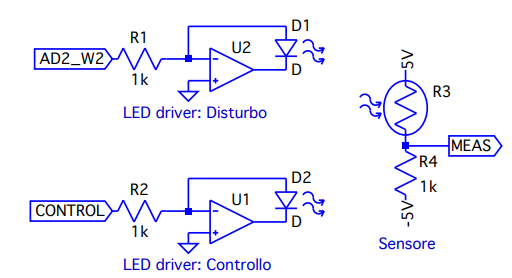 R1
AD2_W2
1k
U2
D1
D
LED driver: Disturbo
5V
R3
MEAS
R4
1k
-5V
Sensore
R2
CONTROL
1k
U1
D2
D
LED driver: Controllo